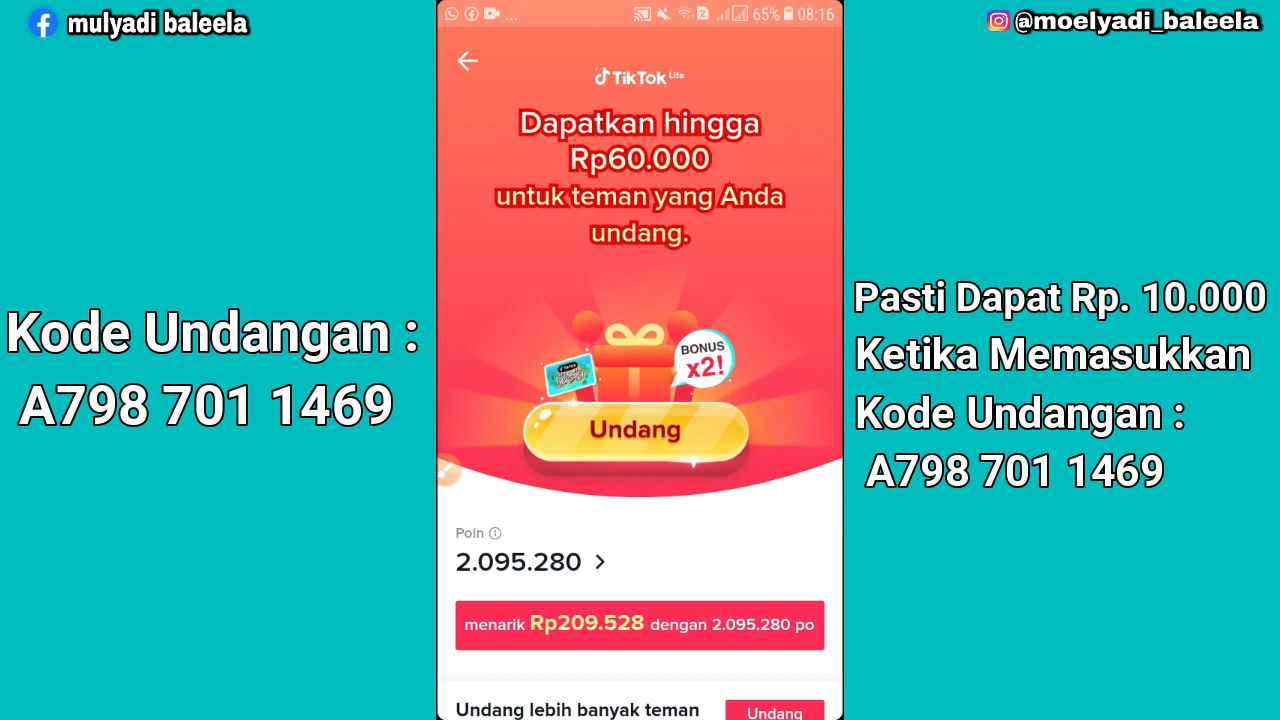 mulyadi baleela
@moelyadi_baleela
... 2 65% 08:16
TikTok Lite
Dapatkan hingga
Rp60.000
untuk teman yang Anda
undang.
BONUS
x2!
Undang
Kode Undangan :
A798 701 1469
Pasti Dapat Rp. 10.000
Ketika Memasukkan
Kode Undangan :
A798 701 1469
Poin
2.095.280 >
menarik Rp209.528 dengan 2.095.280 po
Undang lebih banyak teman
Undang